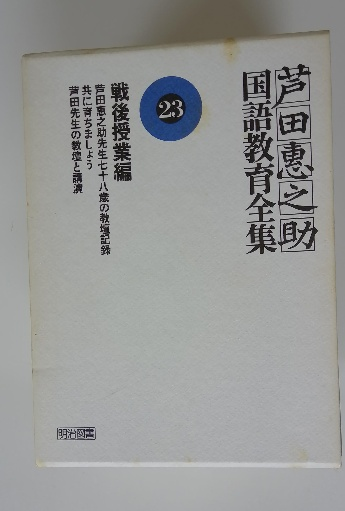 芦田惠之助
国語教育全集
23
戦後授業編
芦田恵之助先生七十八歳の教壇記録
共に育ちましょう
芦田先生の教壇と講演
明治図書